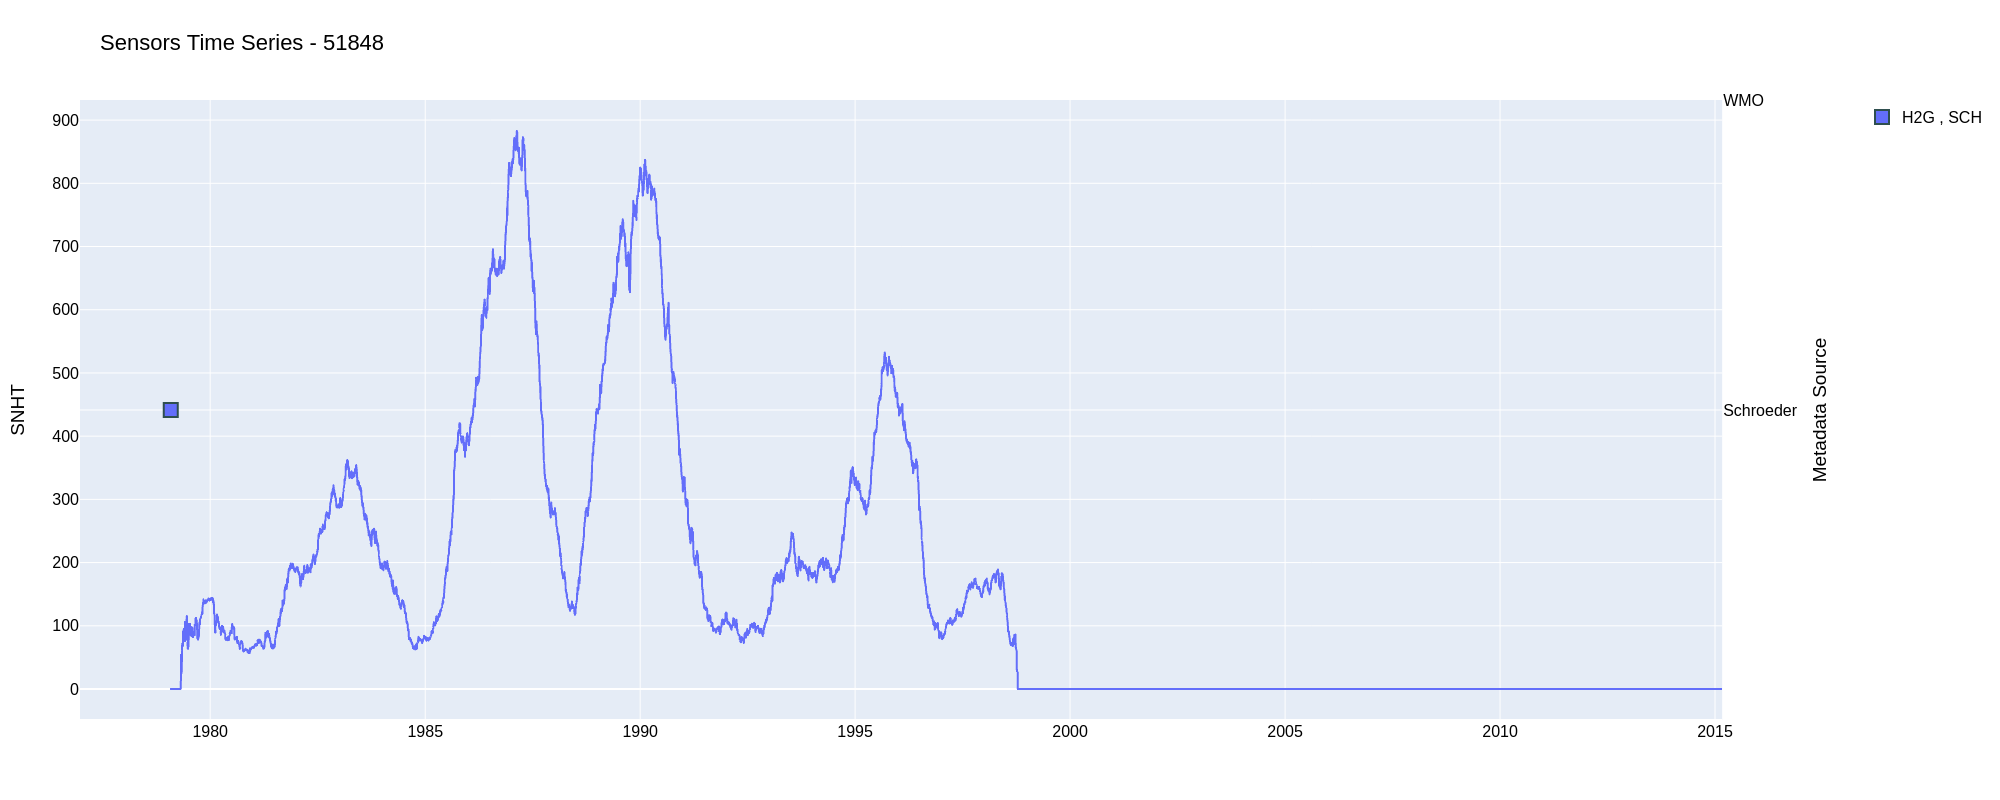 Sensors Time Series - 51848
WMO
H2G , SCH
900
800
700
600
500
400
300
200
100
0
SNHT
Schroeder
Metadata Source
1980 1985 1990 1995 2000 2005 2010 2015